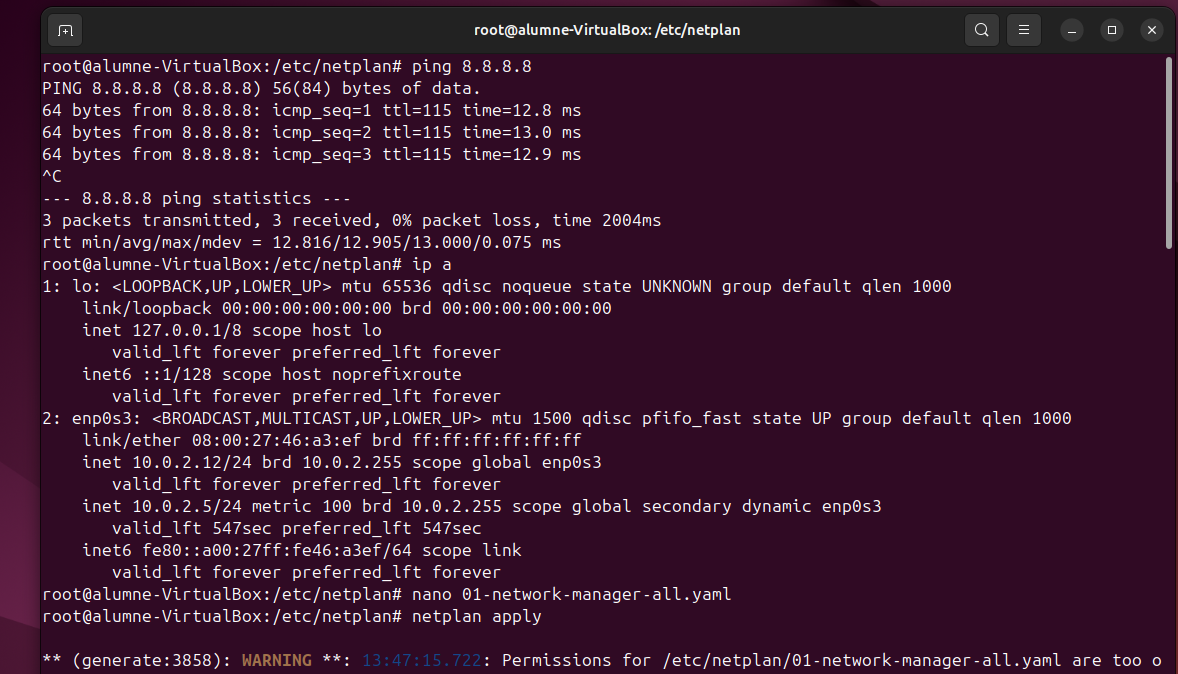 root@alumne-VirtualBox: /etc/netplan
root@alumne-VirtualBox:/etc/netplan# ping 8.8.8.8
PING 8.8.8.8 (8.8.8.8) 56(84) bytes of data.
64 bytes from 8.8.8.8: icmp_seq=1 ttl=115 time=12.8 ms
64 bytes from 8.8.8.8: icmp_seq=2 ttl=115 time=13.0 ms
64 bytes from 8.8.8.8: icmp_seq=3 ttl=115 time=12.9 ms
^C
--- 8.8.8.8 ping statistics ---
3 packets transmitted, 3 received, 0% packet loss, time 2004ms
rtt min/avg/max/mdev = 12.816/12.905/13.000/0.075 ms
root@alumne-VirtualBox:/etc/netplan# ip a
1: lo: <LOOPBACK,UP,LOWER_UP> mtu 65536 qdisc noqueue state UNKNOWN group default qlen 1000
    link/loopback 00:00:00:00:00:00 brd 00:00:00:00:00:00
    inet 127.0.0.1/8 scope host lo
       valid_lft forever preferred_lft forever
    inet6 ::1/128 scope host noprefixroute
       valid_lft forever preferred_lft forever
2: enp0s3: <BROADCAST,MULTICAST,UP,LOWER_UP> mtu 1500 qdisc pfifo_fast state UP group default qlen 1000
    link/ether 08:00:27:46:a3:ef brd ff:ff:ff:ff:ff:ff
    inet 10.0.2.12/24 brd 10.0.2.255 scope global enp0s3
       valid_lft forever preferred_lft forever
    inet 10.0.2.5/24 metric 100 brd 10.0.2.255 scope global secondary dynamic enp0s3
       valid_lft 547sec preferred_lft 547sec
    inet6 fe80::a00:27ff:fe46:a3ef/64 scope link
       valid_lft forever preferred_lft forever
root@alumne-VirtualBox:/etc/netplan# nano 01-network-manager-all.yaml
root@alumne-VirtualBox:/etc/netplan# netplan apply
** (generate:3858): WARNING **: 13:47:15.722: Permissions for /etc/netplan/01-network-manager-all.yaml are too o